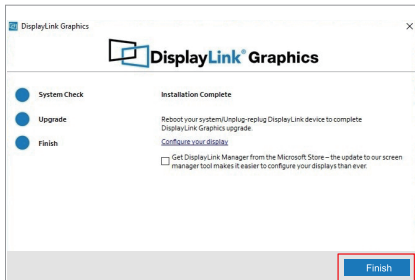 DisplayLink Graphics
DisplayLink® Graphics
System Check
Upgrade
Finish
Installation Complete
Reboot your system/Unplug-replug DisplayLink device to complete
DisplayLink Graphics upgrade.
Configure your display
Get DisplayLink Manager from the Microsoft Store – the update to our screen
manager tool makes it easier to configure your displays than ever.
Finish